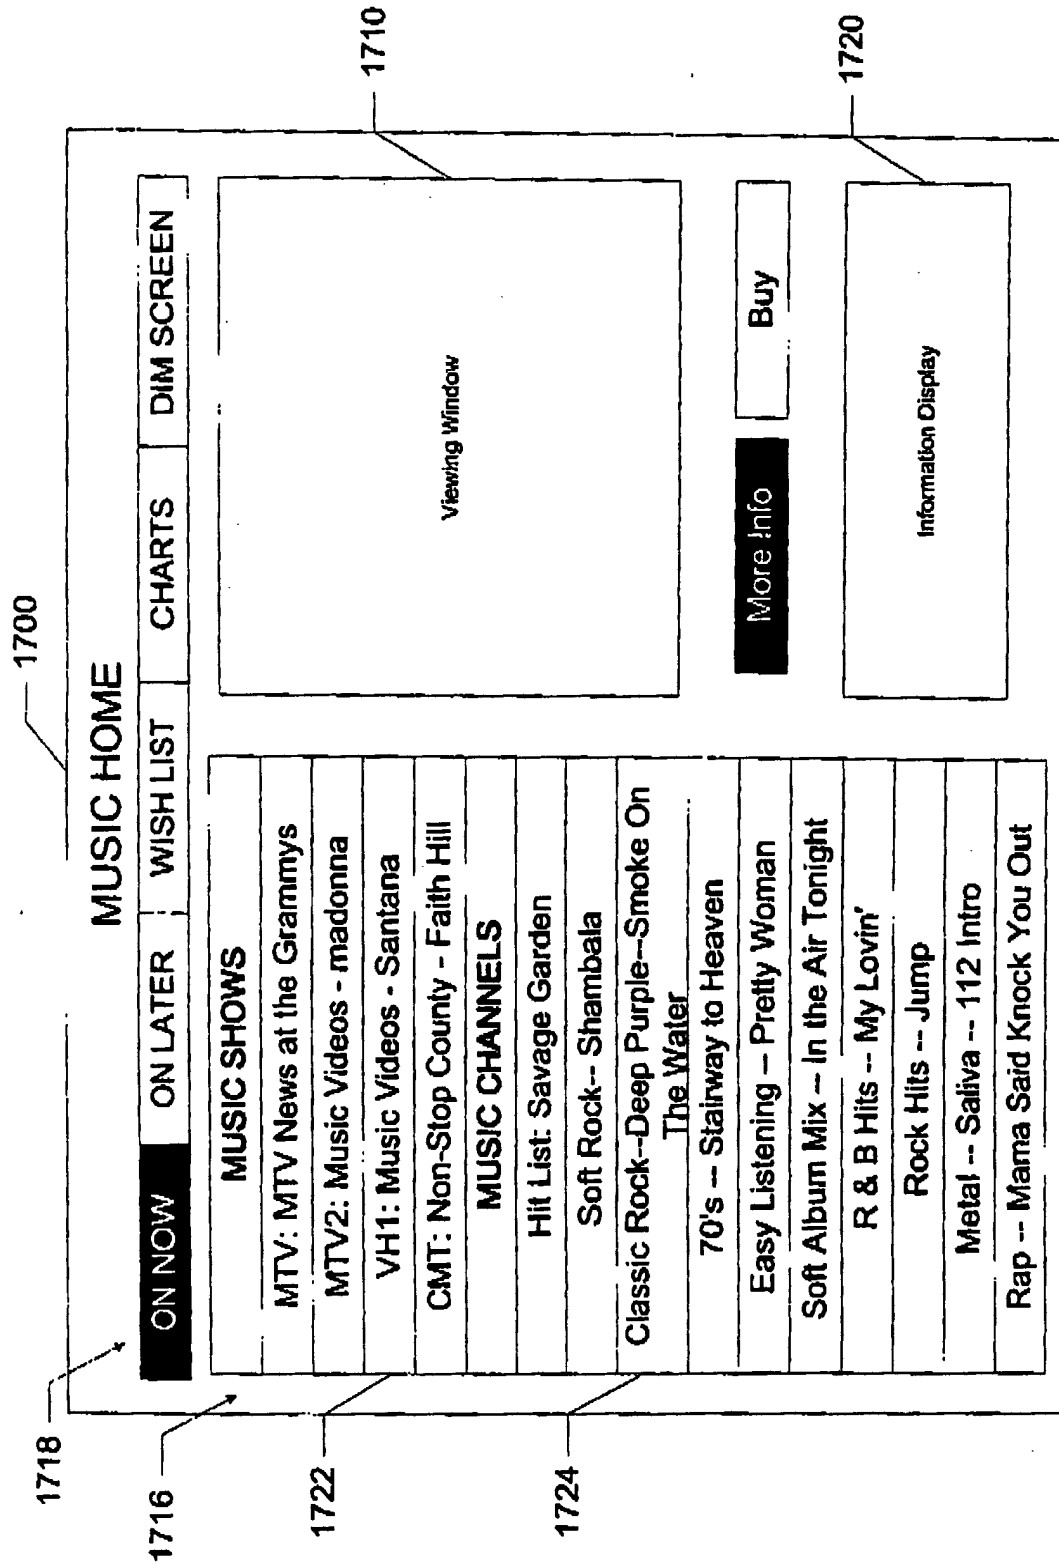 1700
MUSIC HOME
1718
ON NOW
ON LATER
WISH LIST
CHARTS
DIM SCREEN
1716
MUSIC SHOWS
MTV: MTV News at the Grammys
MTV2: Music Videos - madonna
1722
VH1: Music Videos - Santana
CMT: Non-Stop County - Faith Hill
MUSIC CHANNELS
Hit List: Savage Garden
Soft Rock-- Shambala
1724
Classic Rock--Deep Purple--Smoke On
The Water
70's -- Stairway to Heaven
Easy Listening -- Pretty Woman
Soft Album Mix -- In the Air Tonight
R & B Hits -- My Lovin'
Rock Hits -- Jump
Metal -- Saliva -- 112 Intro
Rap -- Mama Said Knock You Out
1710
Viewing Window
More Info
Buy
1720
Information Display